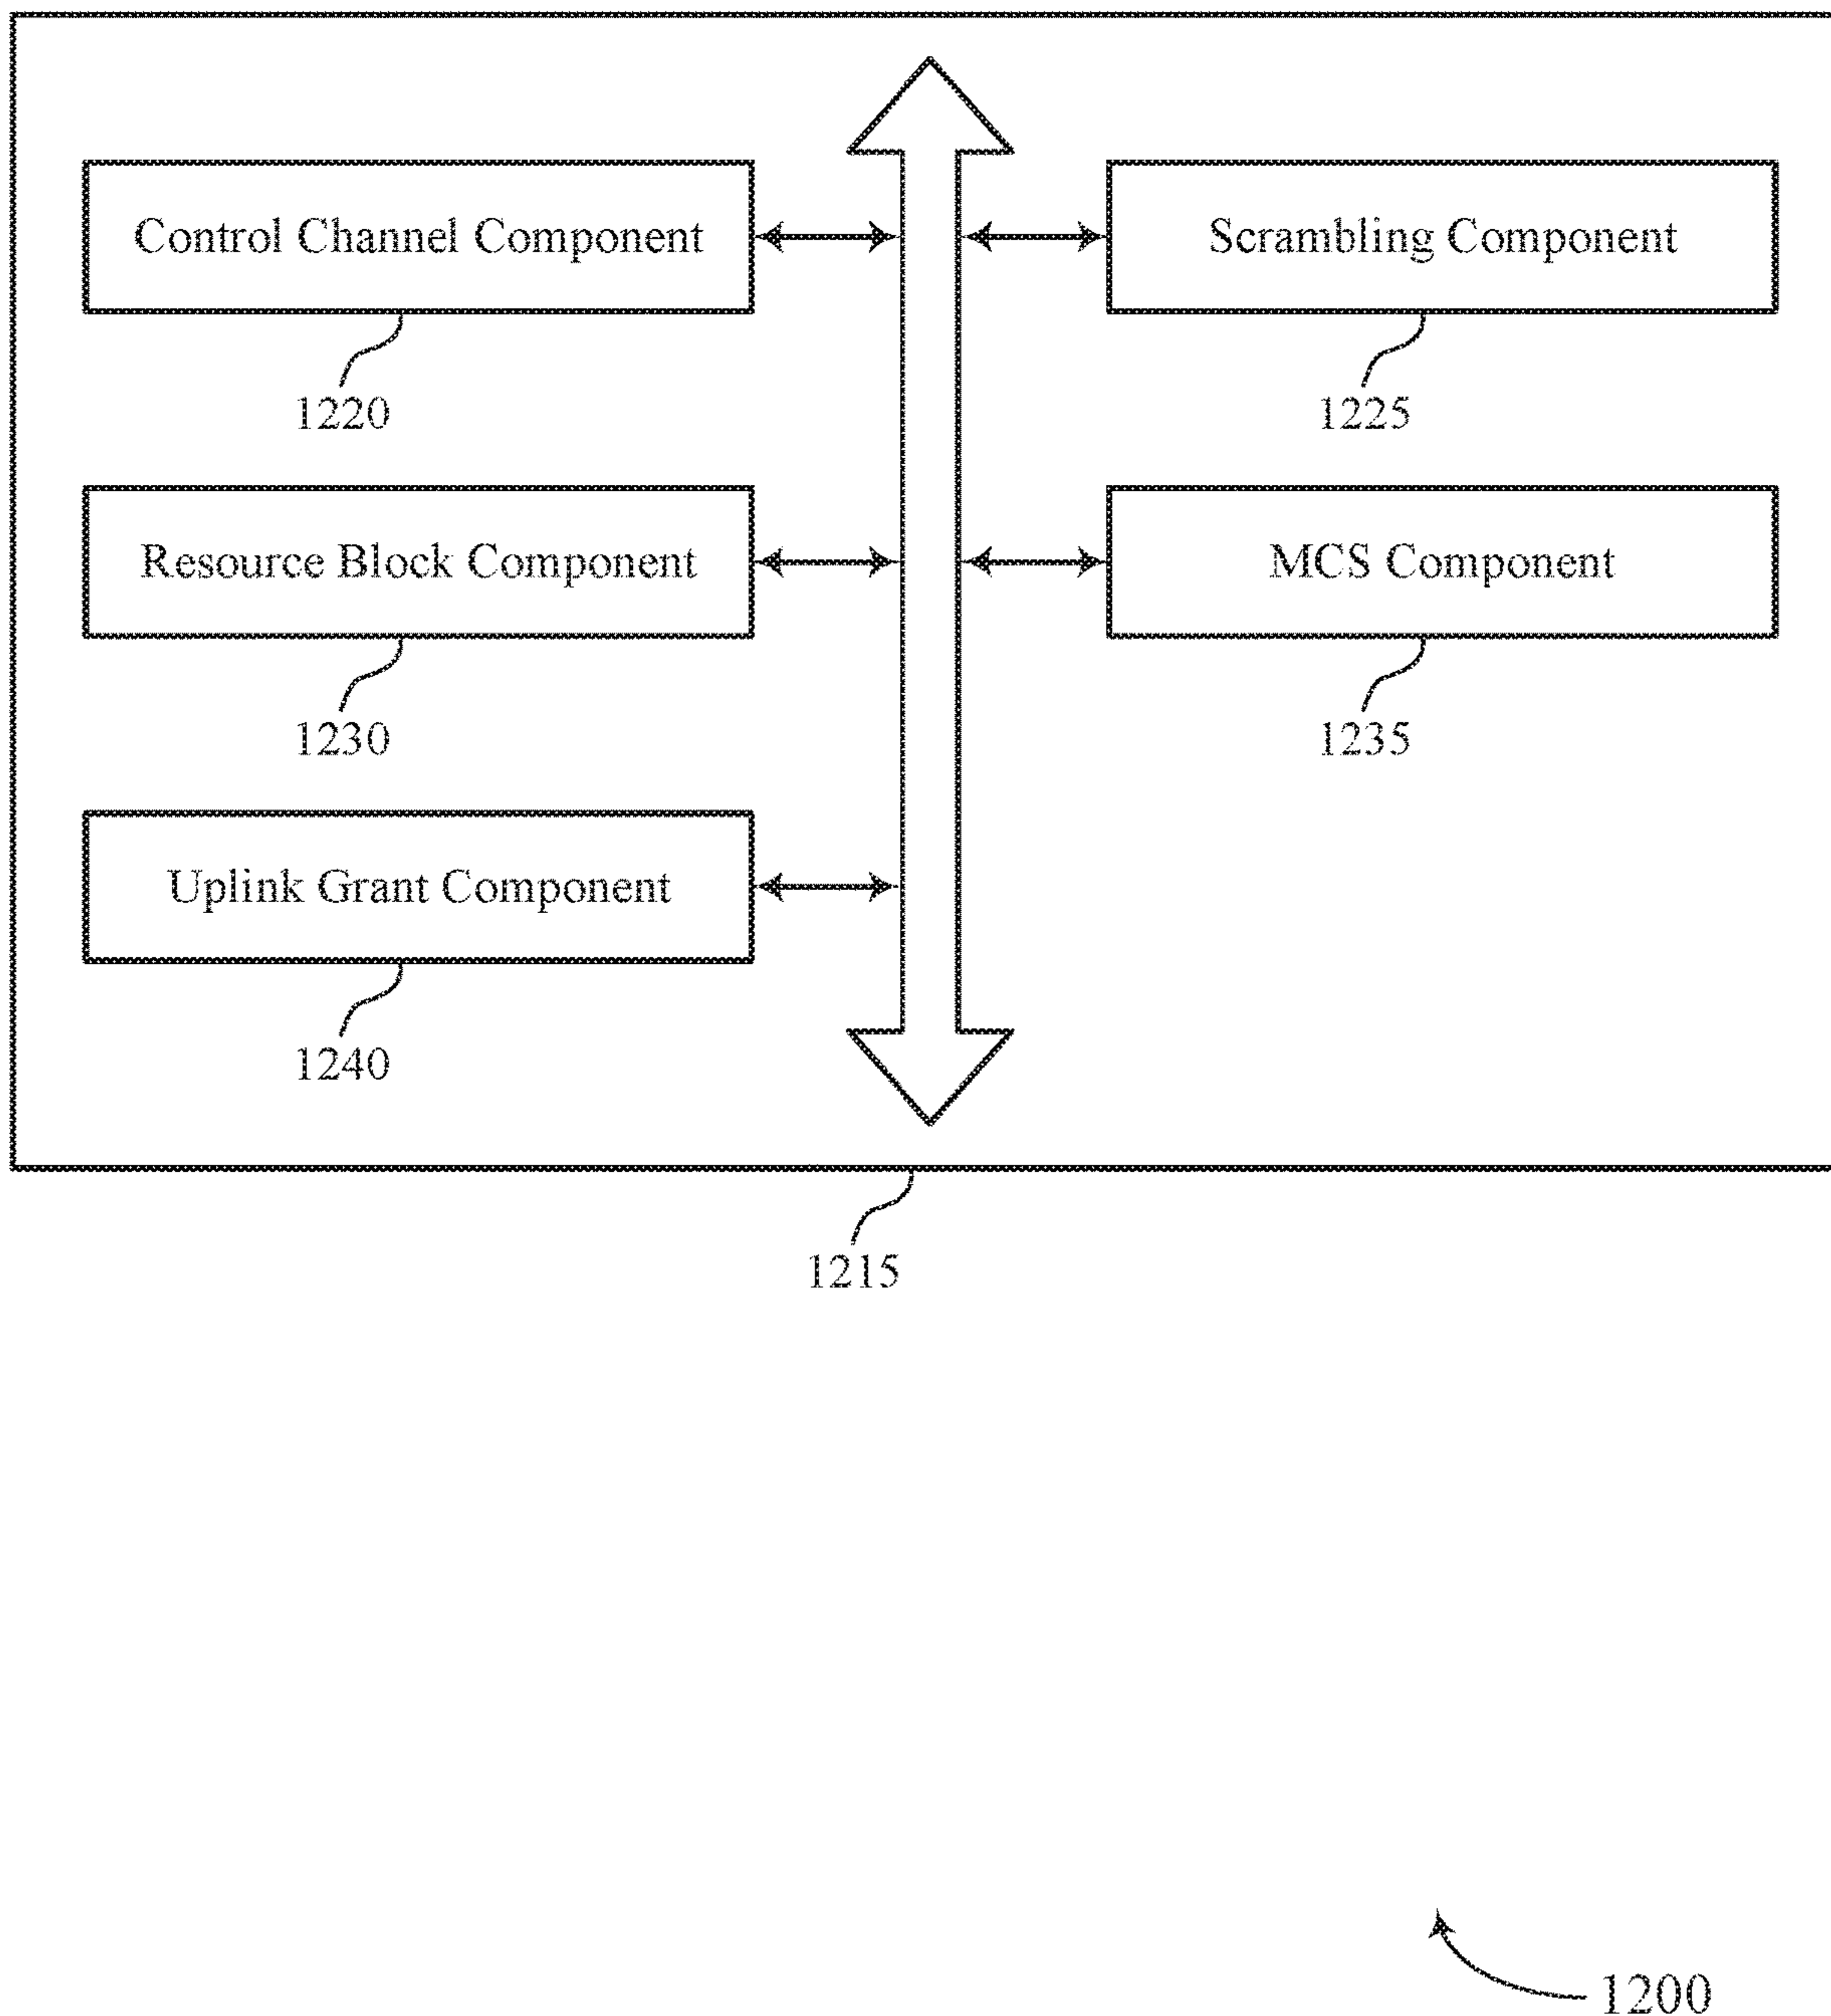 Control Channel Component
Scrambling Component
1220
1225
Resource Block Component
MCS Component
1230
1235
Uplink Grant Component
1240
1215
1200